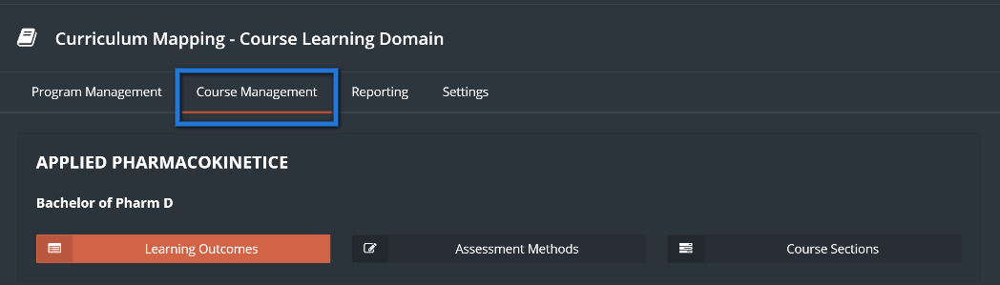 Curriculum Mapping - Course Learning Domain
Program Management Course Management Reporting Settings
APPLIED PHARMACOKINETICE
Bachelor of Pharm D
Learning Outcomes Assessment Methods Course Sections